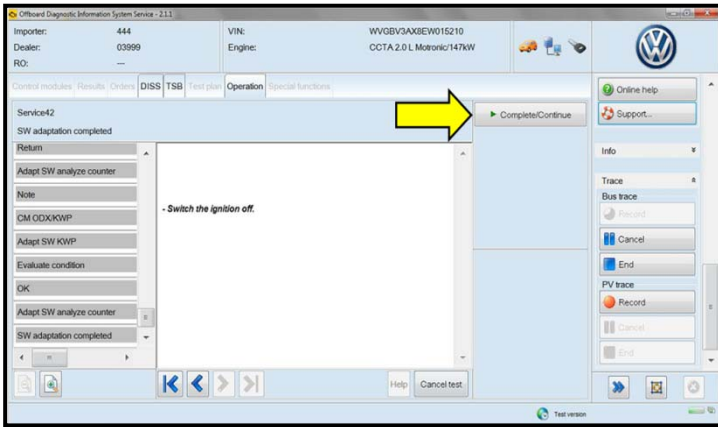 Offboard Diagnostic Information System Service - 2.1.1
Importer: 444 VIN: WVGBV3AX8EW015210
Dealer: 03999 Engine: CCTA 2.0 L Motronic/147kW
RO: ---
Control modules Results Orders DISS TSB Test plan Operation Special functions
Service42
SW adaptation completed
Complete/Continue
Return
Adapt SW analyze counter
Note
CM ODX/KWP
Adapt SW KWP
Evaluate condition
OK
Adapt SW analyze counter
SW adaptation completed
- Switch the ignition off.
Help Cancel test
Online help
Support...
Info
Trace
Bus trace
Record
Cancel
End
PV trace
Record
Cancel
End
Test version